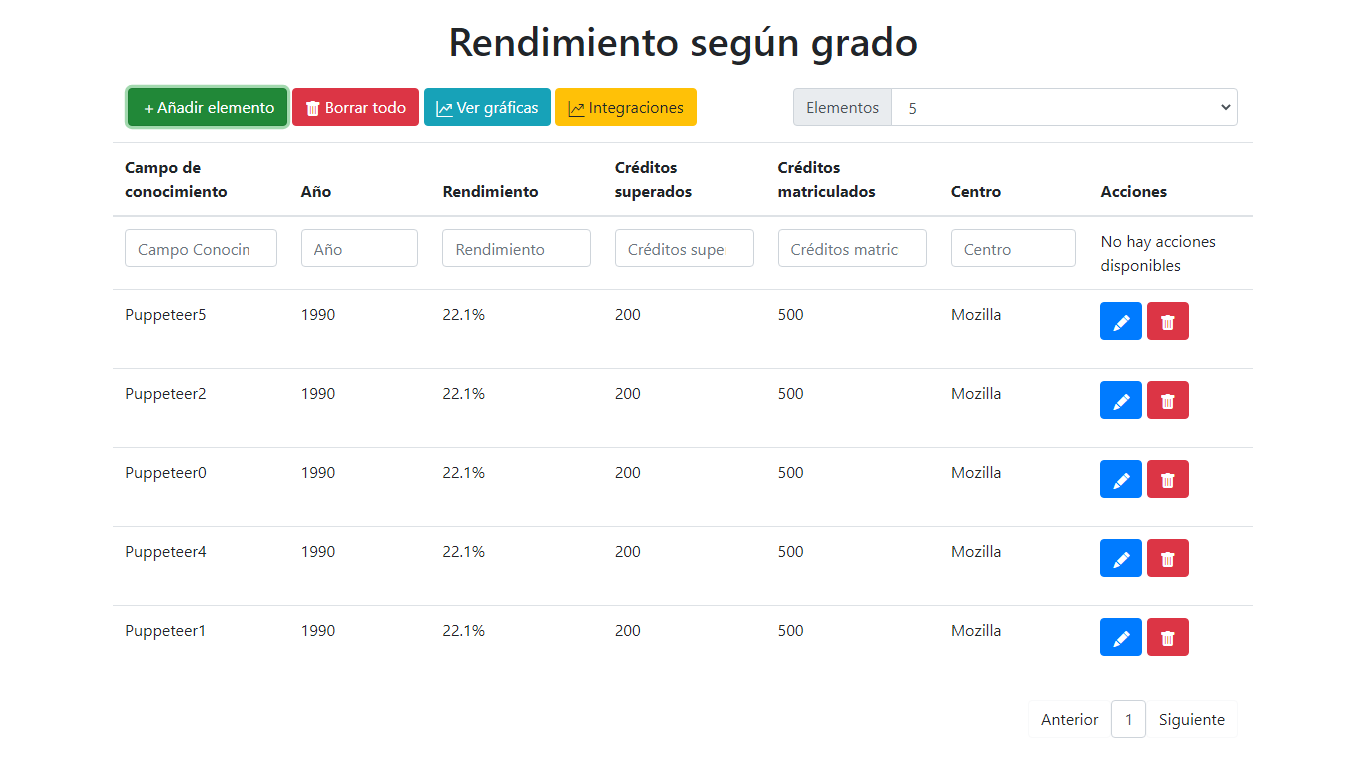 Rendimiento según grado
+ Añadir elemento Borrar todo Ver gráficas Integraciones Elementos 5
Campo de conocimiento Año Rendimiento Créditos superados Créditos matriculados Centro Acciones
Campo Conocin Año Rendimiento Créditos supe Créditos matric Centro No hay acciones disponibles
Puppeteer5 1990 22.1% 200 500 Mozilla
Puppeteer2 1990 22.1% 200 500 Mozilla
Puppeteer0 1990 22.1% 200 500 Mozilla
Puppeteer4 1990 22.1% 200 500 Mozilla
Puppeteer1 1990 22.1% 200 500 Mozilla
Anterior 1 Siguiente